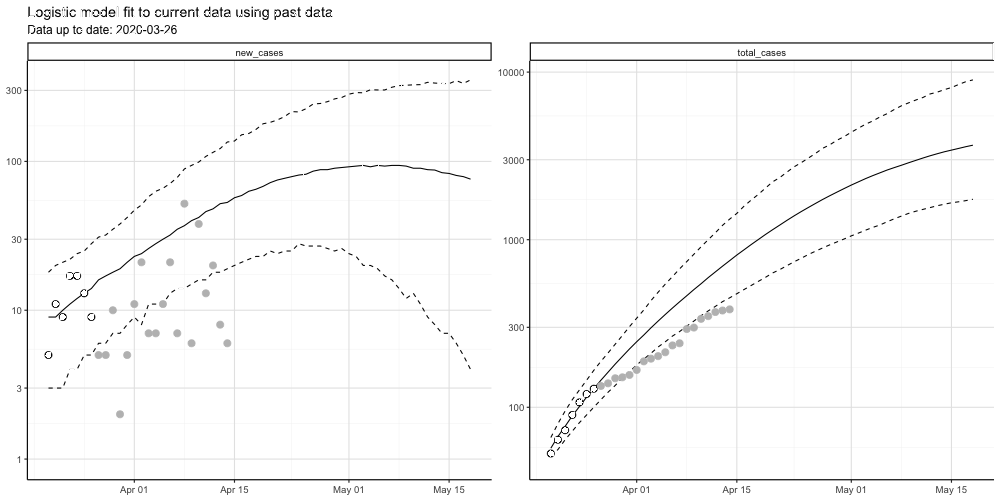 Logistic model fit to current data using past data
Data up to date: 2020-03-26
new_cases
total_cases
300
100
30
10
3
1
10000
3000
1000
300
100
Apr 01
Apr 15
May 01
May 15
Apr 01
Apr 15
May 01
May 15